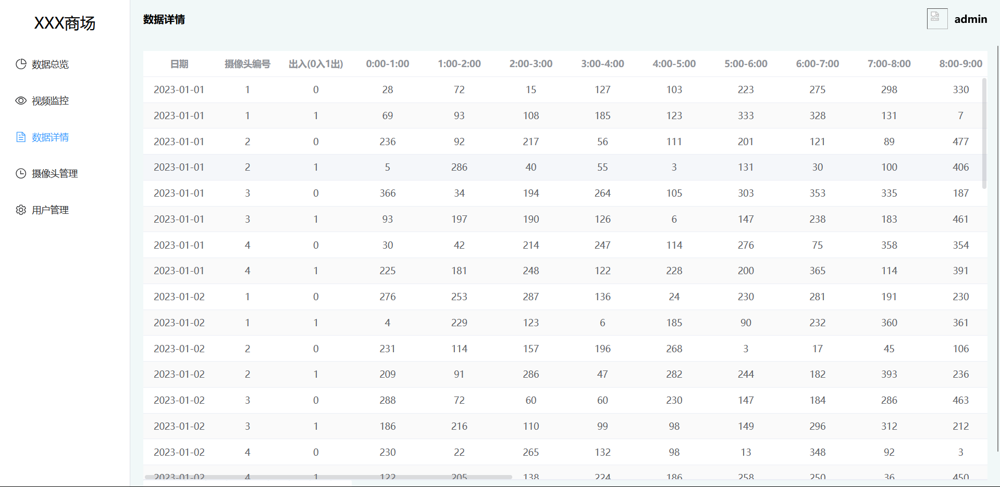 XXX商场
数据总览
视频监控
数据详情
摄像头管理
用户管理
数据详情
admin
日期 摄像头编号 出入(0入1出) 0:00-1:00 1:00-2:00 2:00-3:00 3:00-4:00 4:00-5:00 5:00-6:00 6:00-7:00 7:00-8:00 8:00-9:00
2023-01-01 1 0 28 72 15 127 103 223 275 298 330
2023-01-01 1 1 69 93 108 185 123 333 328 131 7
2023-01-01 2 0 236 92 217 56 111 201 121 89 477
2023-01-01 2 1 5 286 40 55 3 131 30 100 406
2023-01-01 3 0 366 34 194 264 105 303 353 335 187
2023-01-01 3 1 93 197 190 126 6 147 238 183 461
2023-01-01 4 0 30 42 214 247 114 276 75 358 354
2023-01-01 4 1 225 181 248 122 228 200 365 114 391
2023-01-02 1 0 276 253 287 136 24 230 281 191 230
2023-01-02 1 1 4 229 123 6 185 90 232 360 361
2023-01-02 2 0 231 114 157 196 268 3 17 45 106
2023-01-02 2 1 209 91 286 47 282 244 182 393 236
2023-01-02 3 0 288 72 60 60 230 147 184 286 463
2023-01-02 3 1 186 216 110 99 98 149 296 312 212
2023-01-02 4 0 230 22 265 132 98 13 348 92 3
2023-01-02 4 1 122 205 138 224 186 258 250 36 450